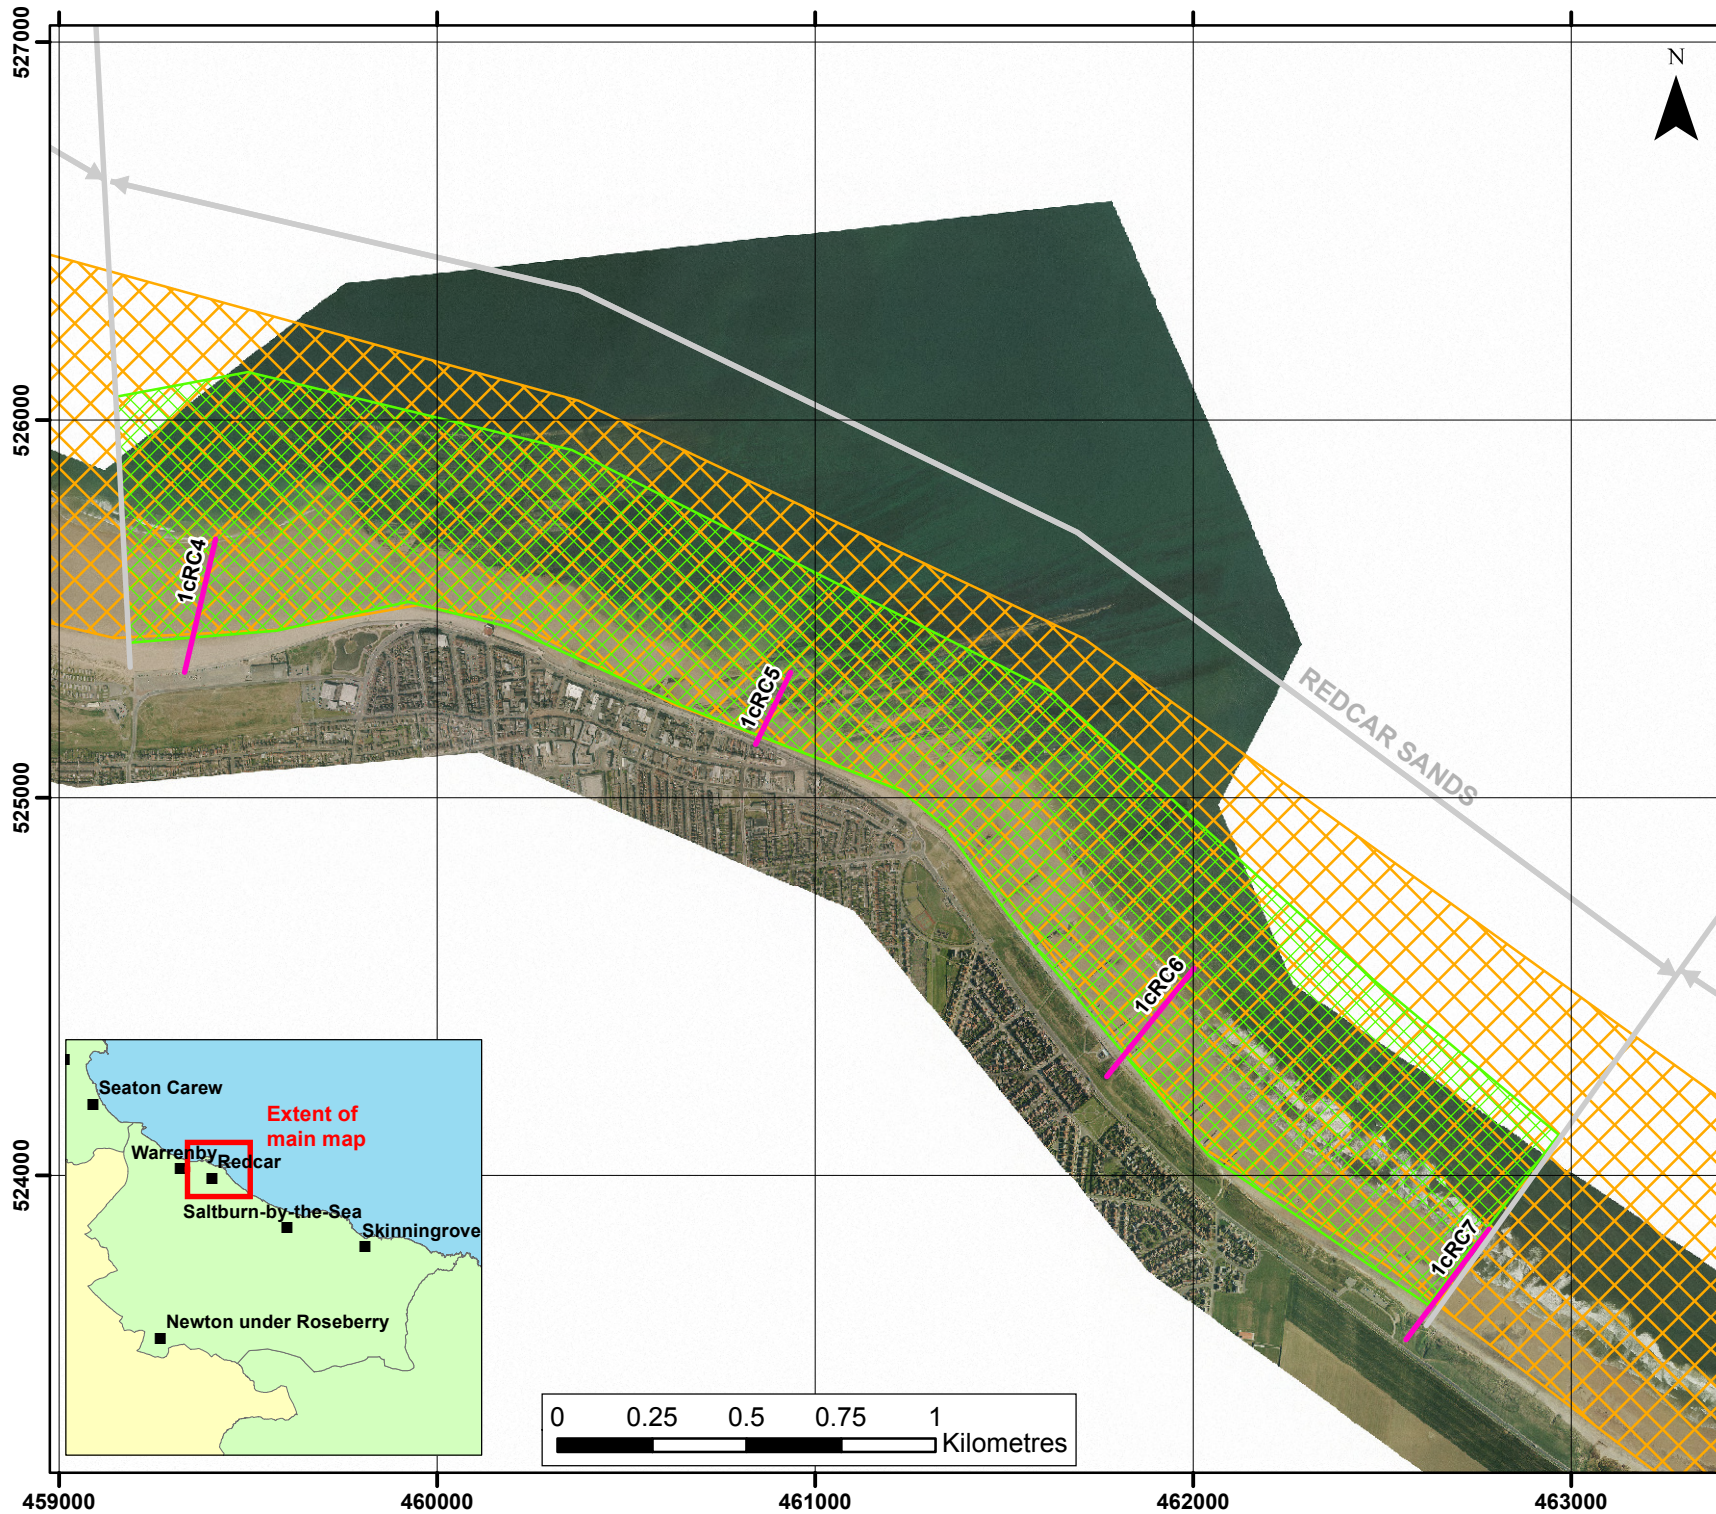 527000
N
526000
1cRC4
1cRC5
REDCAR SANDS
525000
1cRC6
Seaton Carew
Extent of
main map
Warrenby
Redcar
524000
Saltburn-by-the-Sea
Skinningrove
1cRC7
Newton under Roseberry
0 0.25 0.5 0.75 1
Kilometres
459000 460000 461000 462000 463000